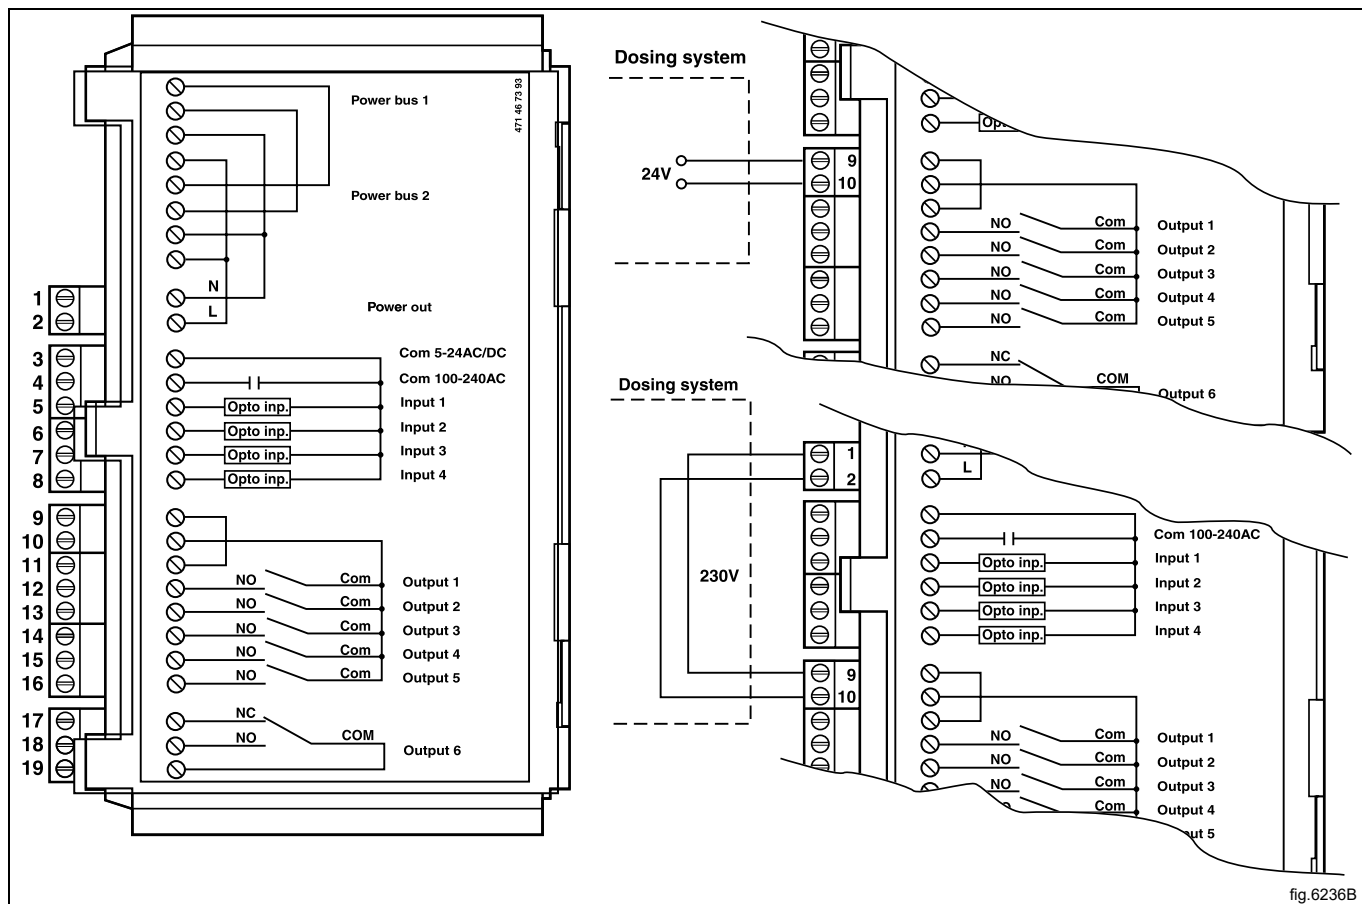 471 46 73 93
Power bus 1
Power bus 2
N
L
Power out
1
2
3
4
5
6
7
8
Com 5-24AC/DC
Com 100-240AC
Opto inp. Input 1
Opto inp. Input 2
Opto inp. Input 3
Opto inp. Input 4
9
10
11
12
13
14
15
16
NO Com Output 1
NO Com Output 2
NO Com Output 3
NO Com Output 4
NO Com Output 5
17
18
19
NC
NO COM Output 6
Dosing system
24V
9
10
NO Com Output 1
NO Com Output 2
NO Com Output 3
NO Com Output 4
NO Com Output 5
NC
NO COM Output 6
Dosing system
230V
1
2
L
Com 100-240AC
Opto inp. Input 1
Opto inp. Input 2
Opto inp. Input 3
Opto inp. Input 4
9
10
NO Com Output 1
NO Com Output 2
NO Com Output 3
Com Output 4
fig.6236B